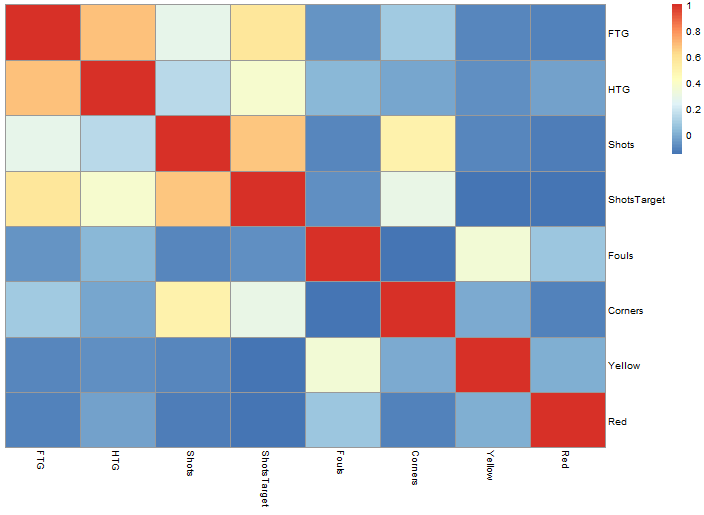 1
0.8
0.6
0.4
0.2
0
FTG
HTG
Shots
ShotsTarget
Fouls
Corners
Yellow
Red
FTG
HTG
Shots
ShotsTarget
Fouls
Corners
Yellow
Red